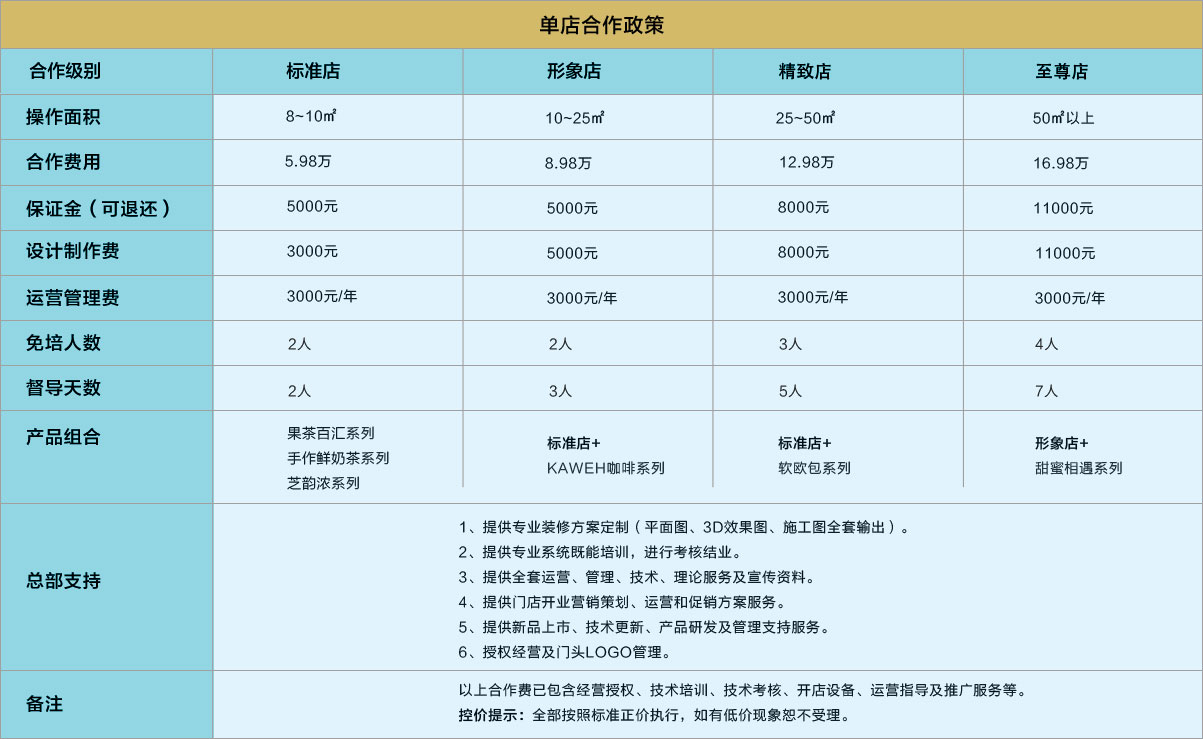 单店合作政策
合作级别 标准店 形象店 精致店 至尊店
操作面积 8~10㎡ 10~25㎡ 25~50㎡ 50㎡以上
合作费用 5.98万 8.98万 12.98万 16.98万
保证金（可退还） 5000元 5000元 8000元 11000元
设计制作费 3000元 5000元 8000元 11000元
运营管理费 3000元/年 3000元/年 3000元/年 3000元/年
免培人数 2人 2人 3人 4人
督导天数 2人 3人 5人 7人
产品组合
果茶百汇系列
手作鲜奶茶系列
芝韵浓系列
标准店+
KAWEH咖啡系列
标准店+
软欧包系列
形象店+
甜蜜相遇系列
总部支持
1、提供专业装修方案定制（平面图、3D效果图、施工图全套输出）。
2、提供专业系统既能培训，进行考核结业。
3、提供全套运营、管理、技术、理论服务及宣传资料。
4、提供门店开业营销策划、运营和促销方案服务。
5、提供新品上市、技术更新、产品研发及管理支持服务。
6、授权经营及门头LOGO管理。
备注
以上合作费已包含经营授权、技术培训、技术考核、开店设备、运营指导及推广服务等。
控价提示：全部按照标准正价执行，如有低价现象恕不受理。